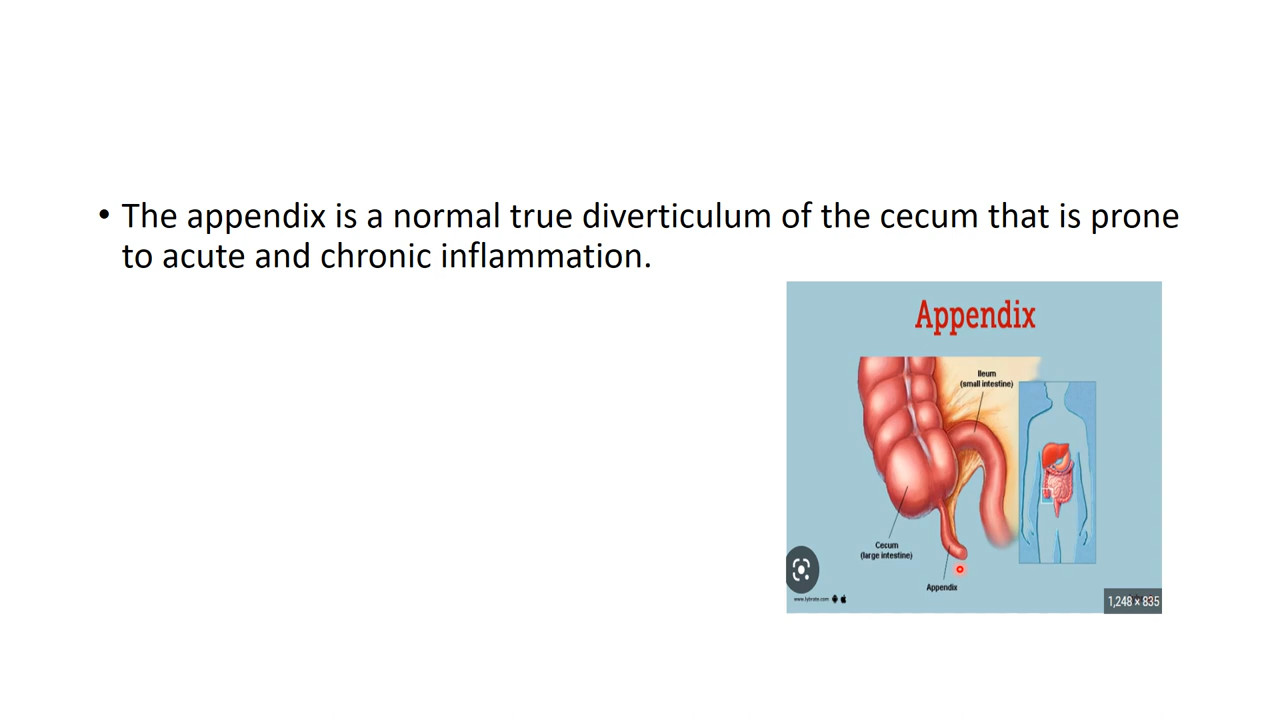 • The appendix is a normal true diverticulum of the cecum that is prone
to acute and chronic inflammation.
Appendix
Ileum
(small intestine)
Cecum
(large intestine)
Appendix
www.lybrate.com
1,248 × 835